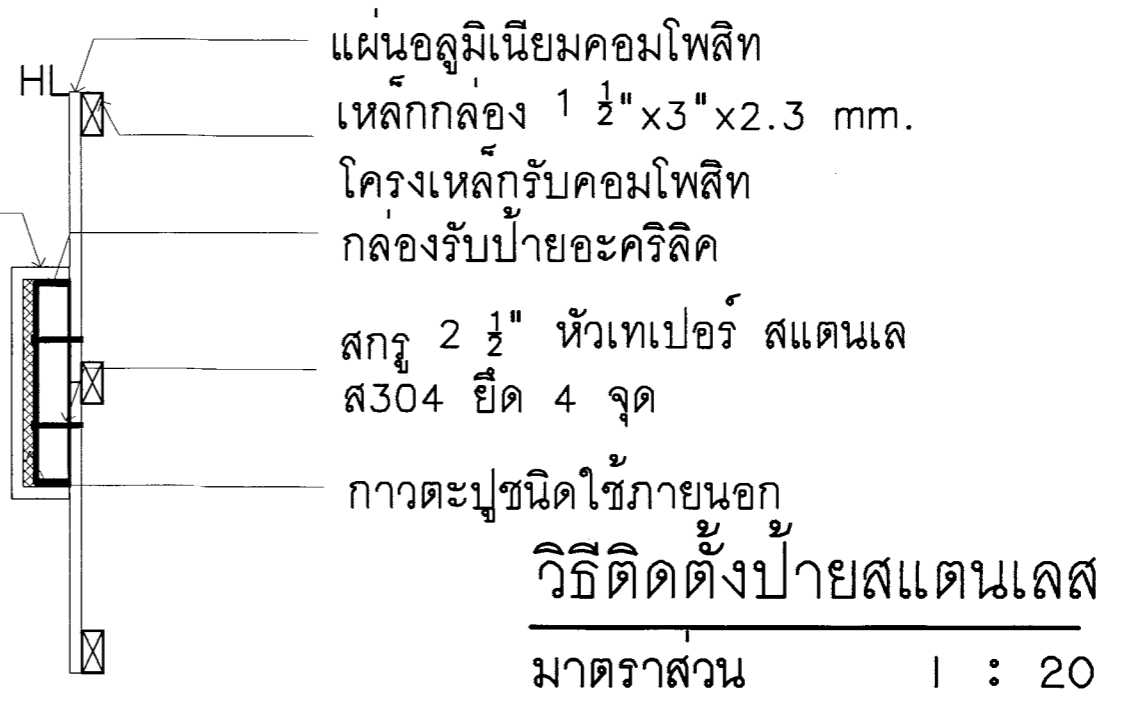 แผ่นอลูมิเนียมคอมโพสิท
HL
เหล็กกล่อง 1 ½"x3"x2.3 mm.
โครงเหล็กรับคอมโพสิท
กล่องรับป้ายอะคริลิค
สกรู 2 ½" หัวเทเปอร์ สแตนเล
ส304 ยึด 4 จุด
กาวตะปูชนิดใช้ภายนอก
วิธีติดตั้งป้ายสแตนเลส
มาตราส่วน 1 : 20